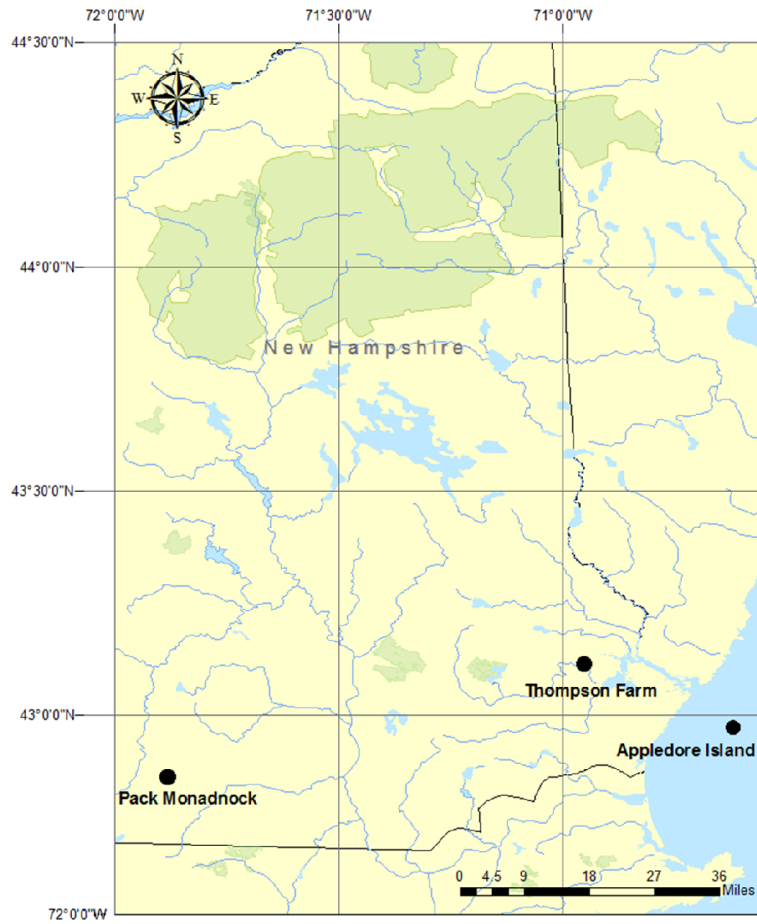 72°0'0"W 71°30'0"W 71°0'0"W
44°30'0"N
N
W E
S
44°0'0"N
New Hampshire
43°30'0"N
Thompson Farm
43°0'0"N
Appledore Island
Pack Monadnock
0 4.5 9 18 27 36
Miles
72°0'0"W